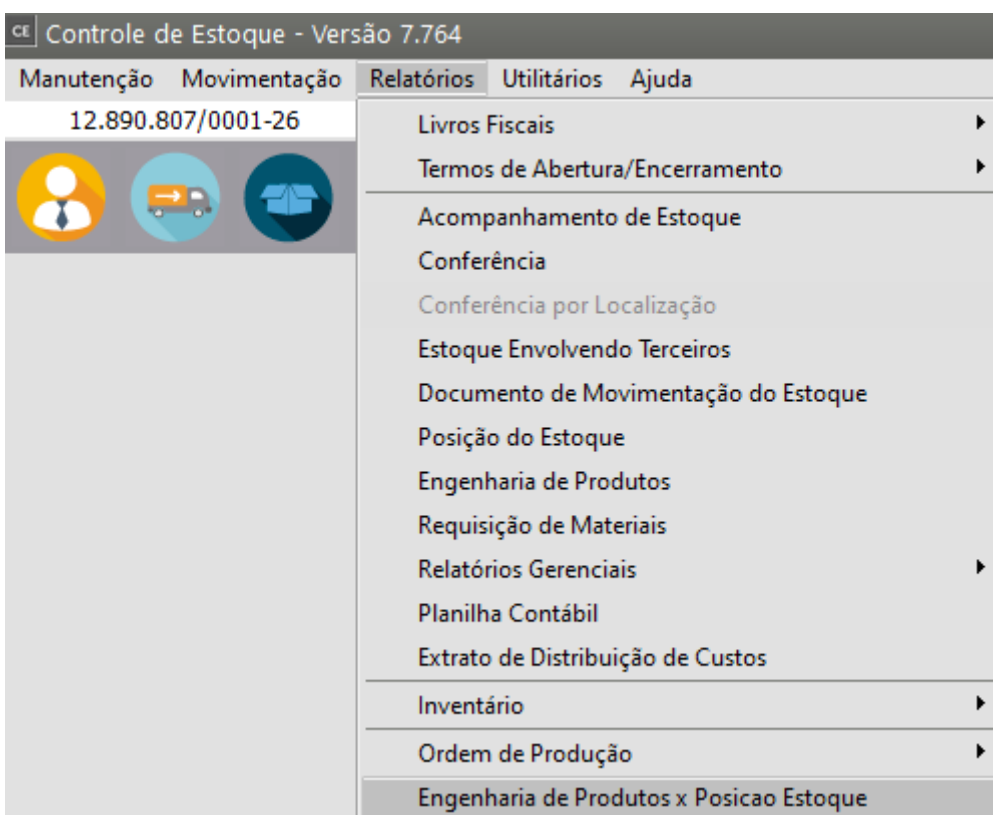 CE Controle de Estoque - Versão 7.764
Manutenção Movimentação Relatórios Utilitários Ajuda
12.890.807/0001-26
Livros Fiscais
Termos de Abertura/Encerramento
Acompanhamento de Estoque
Conferência
Conferência por Localização
Estoque Envolvendo Terceiros
Documento de Movimentação do Estoque
Posição do Estoque
Engenharia de Produtos
Requisição de Materiais
Relatórios Gerenciais
Planilha Contábil
Extrato de Distribuição de Custos
Inventário
Ordem de Produção
Engenharia de Produtos x Posicao Estoque